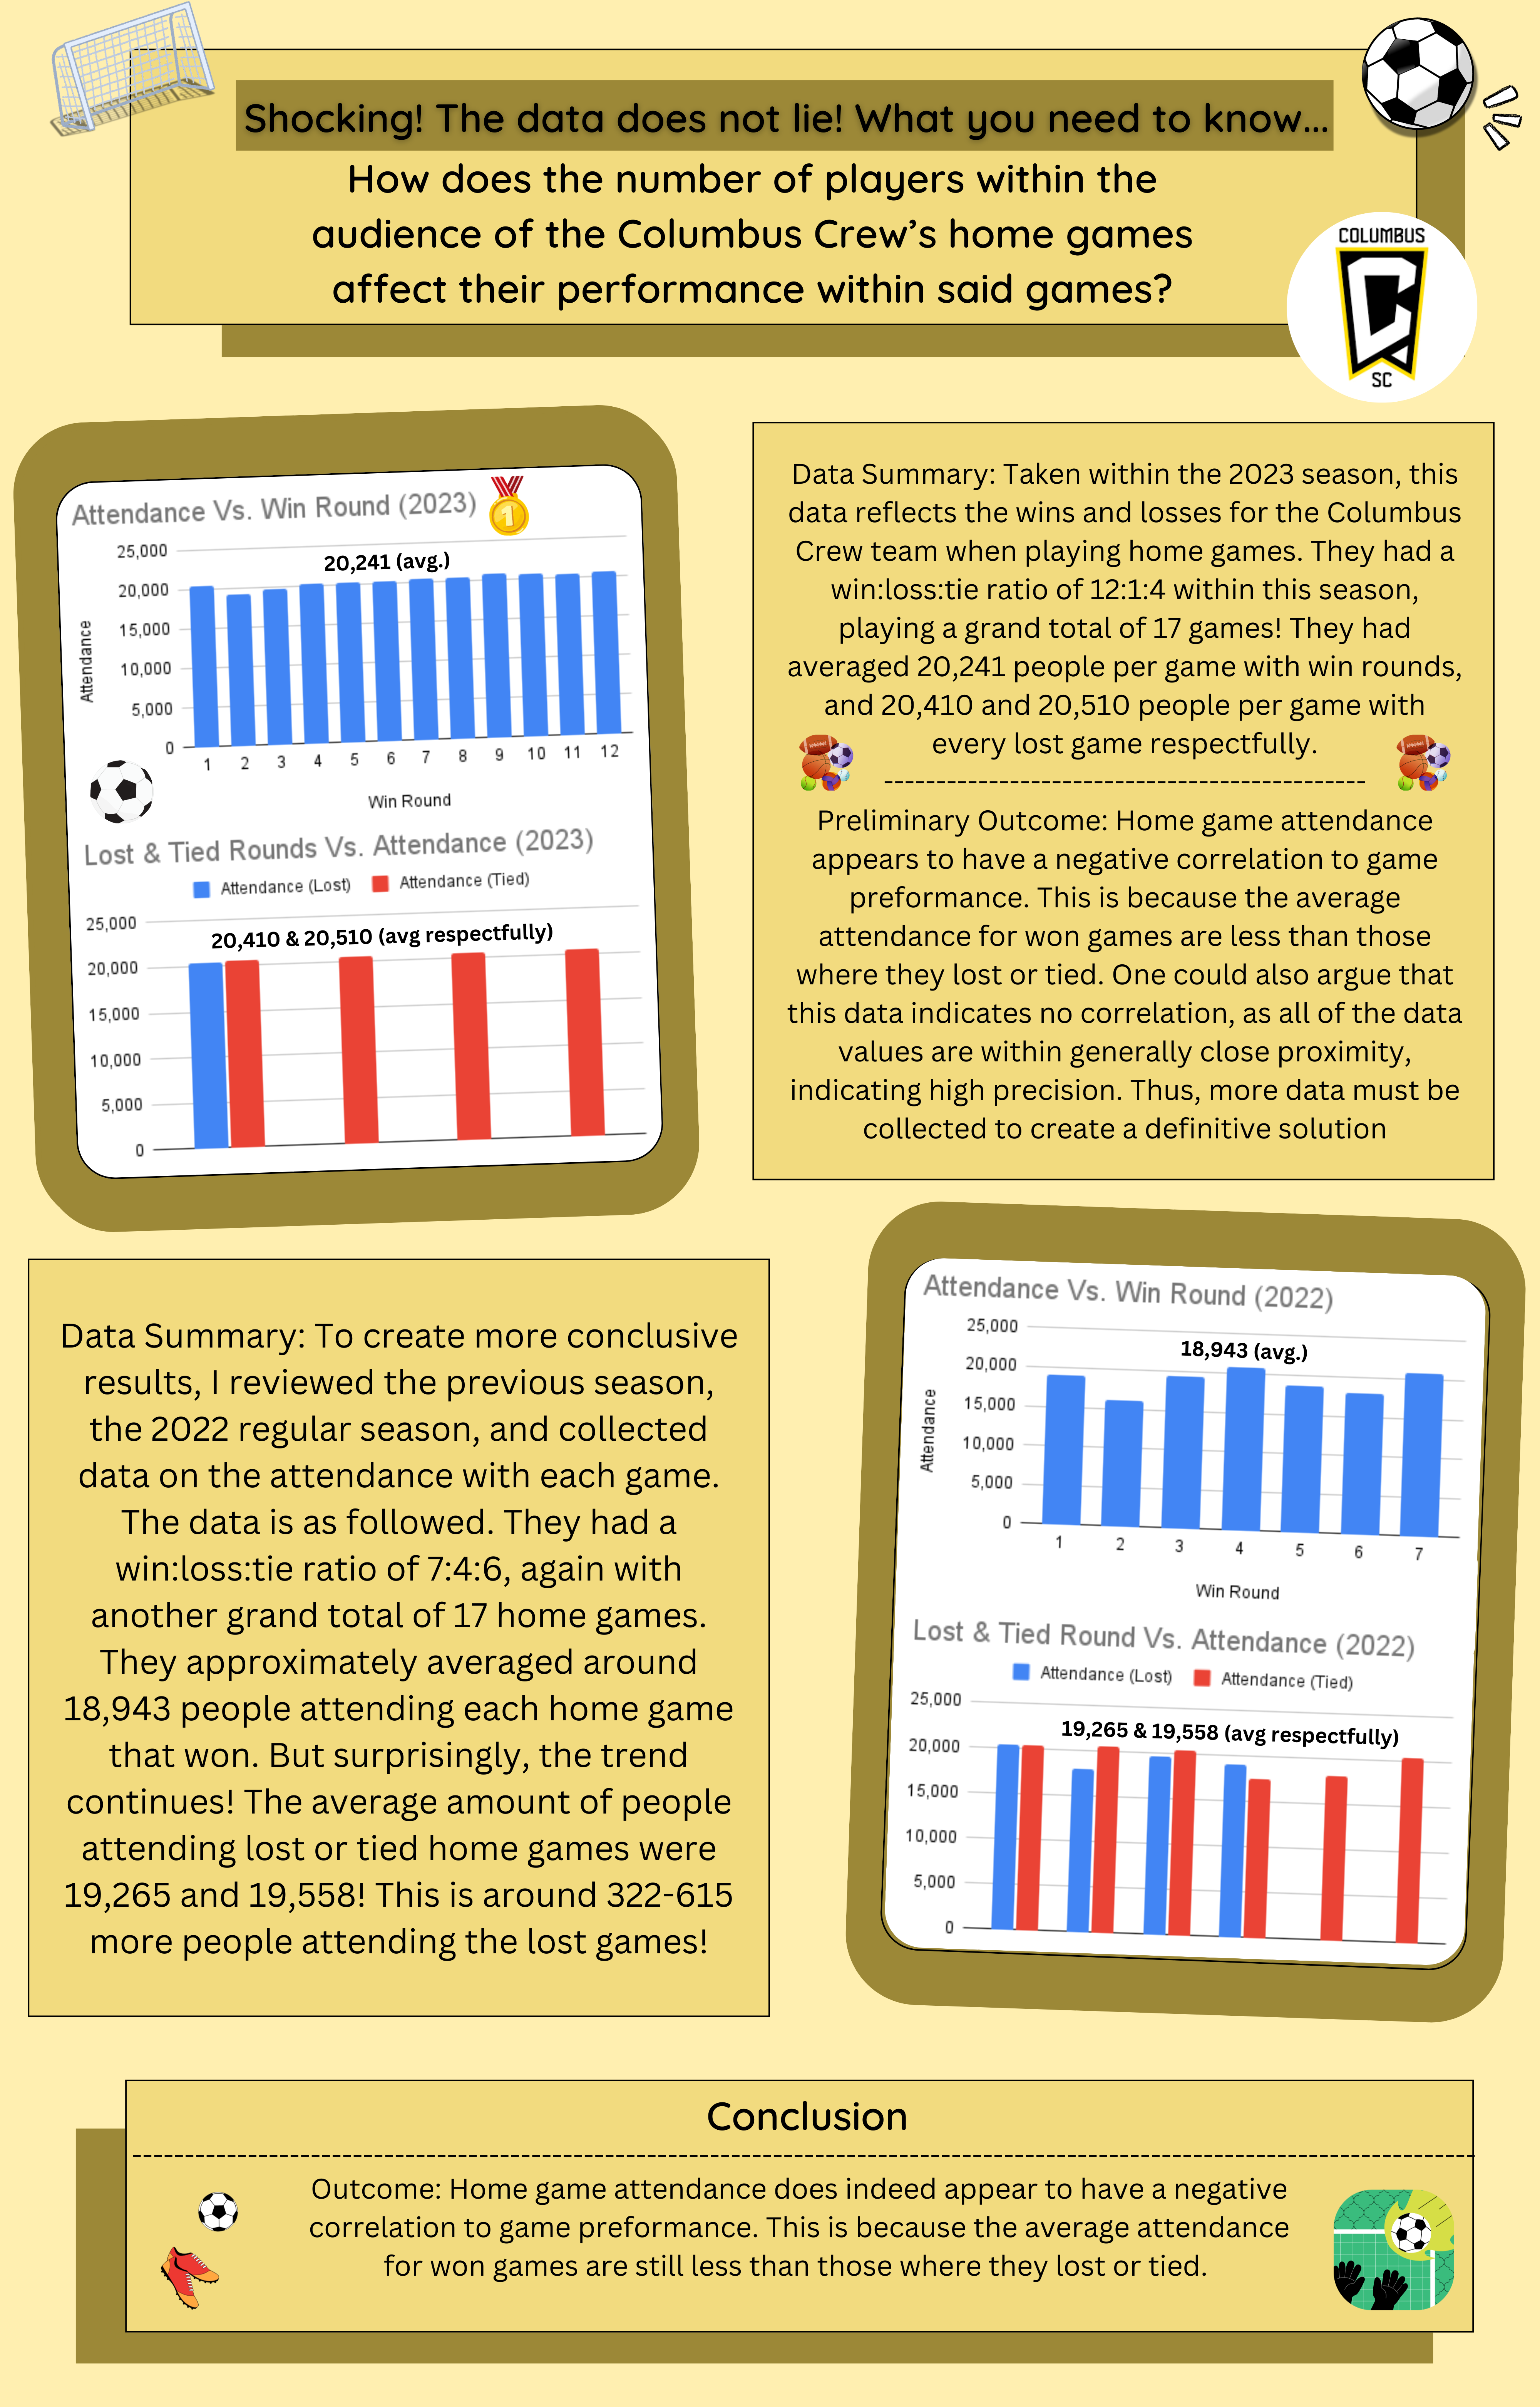 Shocking! The data does not lie! What you need to know...
How does the number of players within the
audience of the Columbus Crew’s home games
affect their performance within said games?
COLUMBUS
SC
Attendance Vs. Win Round (2023)
1
25,000
20,241 (avg.)
20,000
15,000
10,000
5,000
0
Attendance
1 2 3 4 5 6 7 8 9 10 11 12
Win Round
Lost & Tied Rounds Vs. Attendance (2023)
Attendance (Lost) Attendance (Tied)
25,000
20,410 & 20,510 (avg respectfully)
20,000
15,000
10,000
5,000
0
Data Summary: Taken within the 2023 season, this
data reflects the wins and losses for the Columbus
Crew team when playing home games. They had a
win:loss:tie ratio of 12:1:4 within this season,
playing a grand total of 17 games! They had
averaged 20,241 people per game with win rounds,
and 20,410 and 20,510 people per game with
every lost game respectfully.
----------------------------------------------
Preliminary Outcome: Home game attendance
appears to have a negative correlation to game
preformance. This is because the average
attendance for won games are less than those
where they lost or tied. One could also argue that
this data indicates no correlation, as all of the data
values are within generally close proximity,
indicating high precision. Thus, more data must be
collected to create a definitive solution
Data Summary: To create more conclusive
results, I reviewed the previous season,
the 2022 regular season, and collected
data on the attendance with each game.
The data is as followed. They had a
win:loss:tie ratio of 7:4:6, again with
another grand total of 17 home games.
They approximately averaged around
18,943 people attending each home game
that won. But surprisingly, the trend
continues! The average amount of people
attending lost or tied home games were
19,265 and 19,558! This is around 322-615
more people attending the lost games!
Attendance Vs. Win Round (2022)
25,000
18,943 (avg.)
20,000
15,000
10,000
5,000
0
Attendance
1 2 3 4 5 6 7
Win Round
Lost & Tied Round Vs. Attendance (2022)
Attendance (Lost) Attendance (Tied)
25,000
19,265 & 19,558 (avg respectfully)
20,000
15,000
10,000
5,000
0
Conclusion
Outcome: Home game attendance does indeed appear to have a negative
correlation to game preformance. This is because the average attendance
for won games are still less than those where they lost or tied.